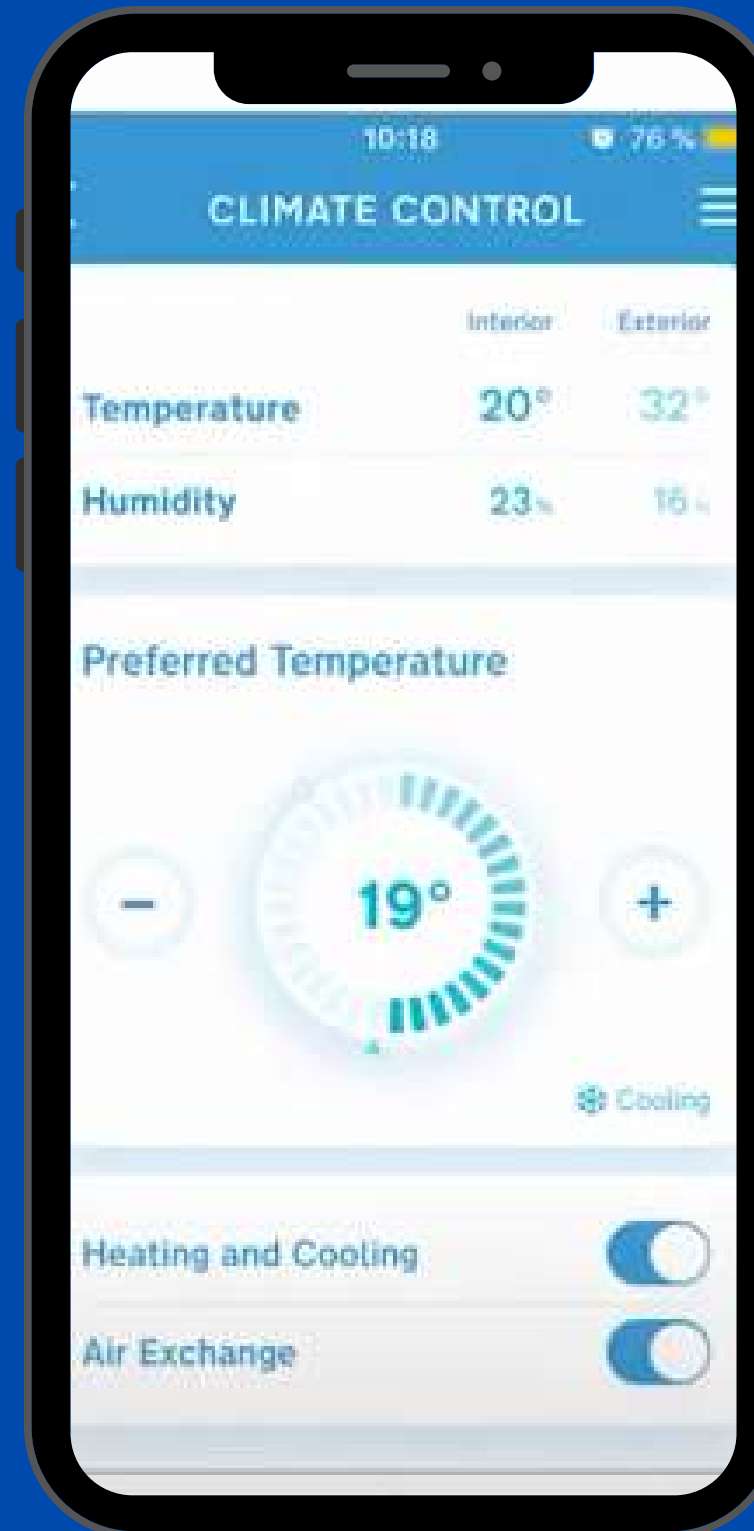 10:18 76 %
CLIMATE CONTROL
Interior Exterior
Temperature 20° 32°
Humidity 23% 16%
Preferred Temperature
− 19° +
Cooling
Heating and Cooling
Air Exchange